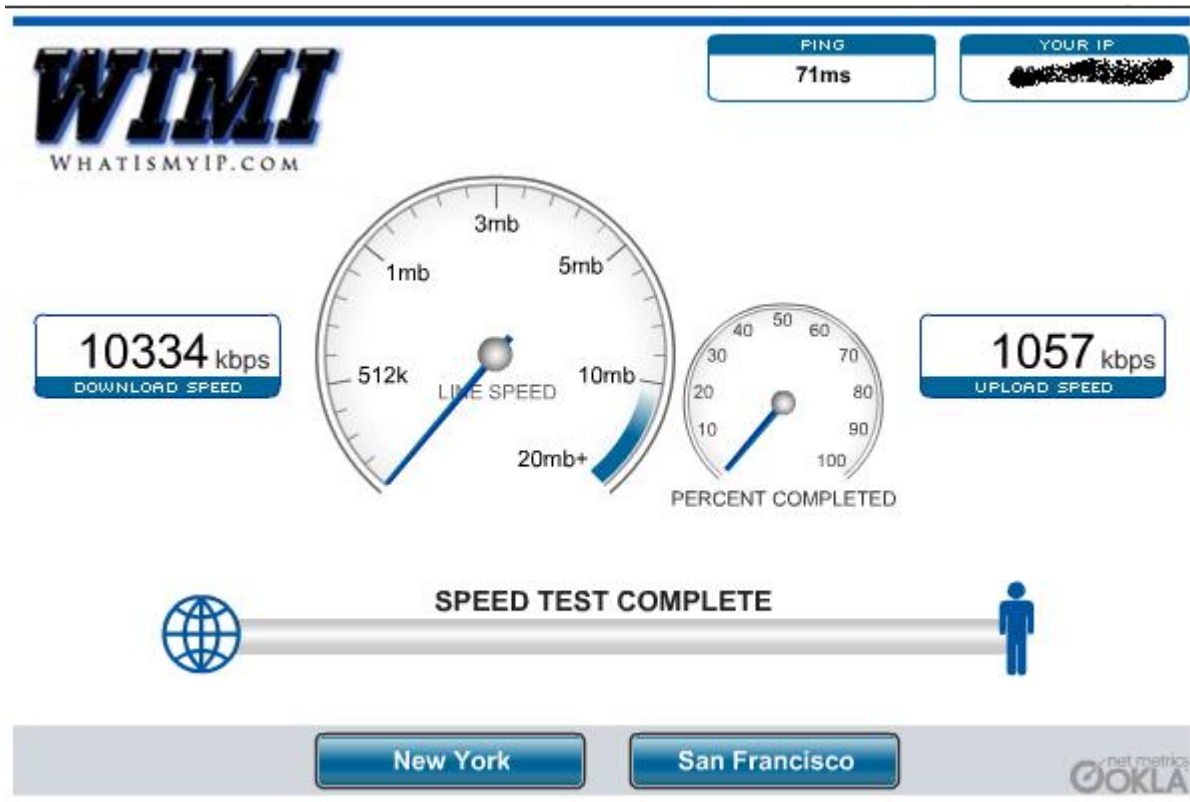 WIMI
WHATISMYIP.COM
PING
71ms
YOUR IP
3mb
1mb
5mb
512k
10mb
LINE SPEED
20mb+
10334 kbps
DOWNLOAD SPEED
50
40
60
30
70
20
80
10
90
100
PERCENT COMPLETED
1057 kbps
UPLOAD SPEED
SPEED TEST COMPLETE
New York
San Francisco
net metrics
OOKLA